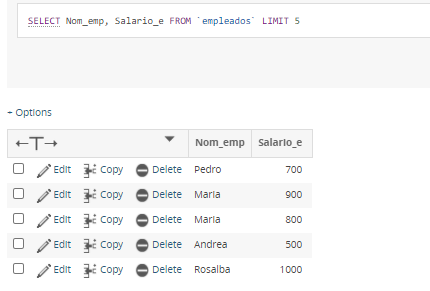 SELECT Nom_emp, Salario_e FROM `empleados` LIMIT 5
+ Options
←T→ ▼ Nom_emp Salario_e
Edit Copy Delete Pedro 700
Edit Copy Delete Maria 900
Edit Copy Delete Maria 800
Edit Copy Delete Andrea 500
Edit Copy Delete Rosalba 1000